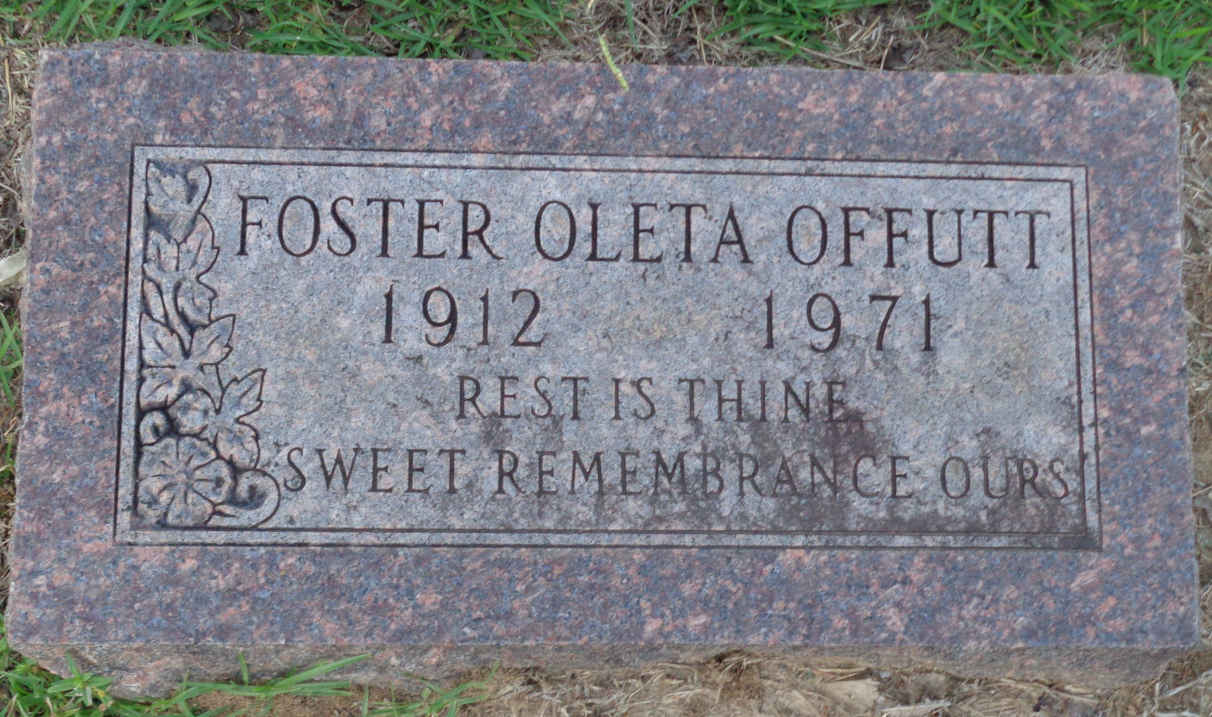 FOSTER OLETA OFFUTT
1912 1971
REST IS THINE
SWEET REMEMBRANCE OURS